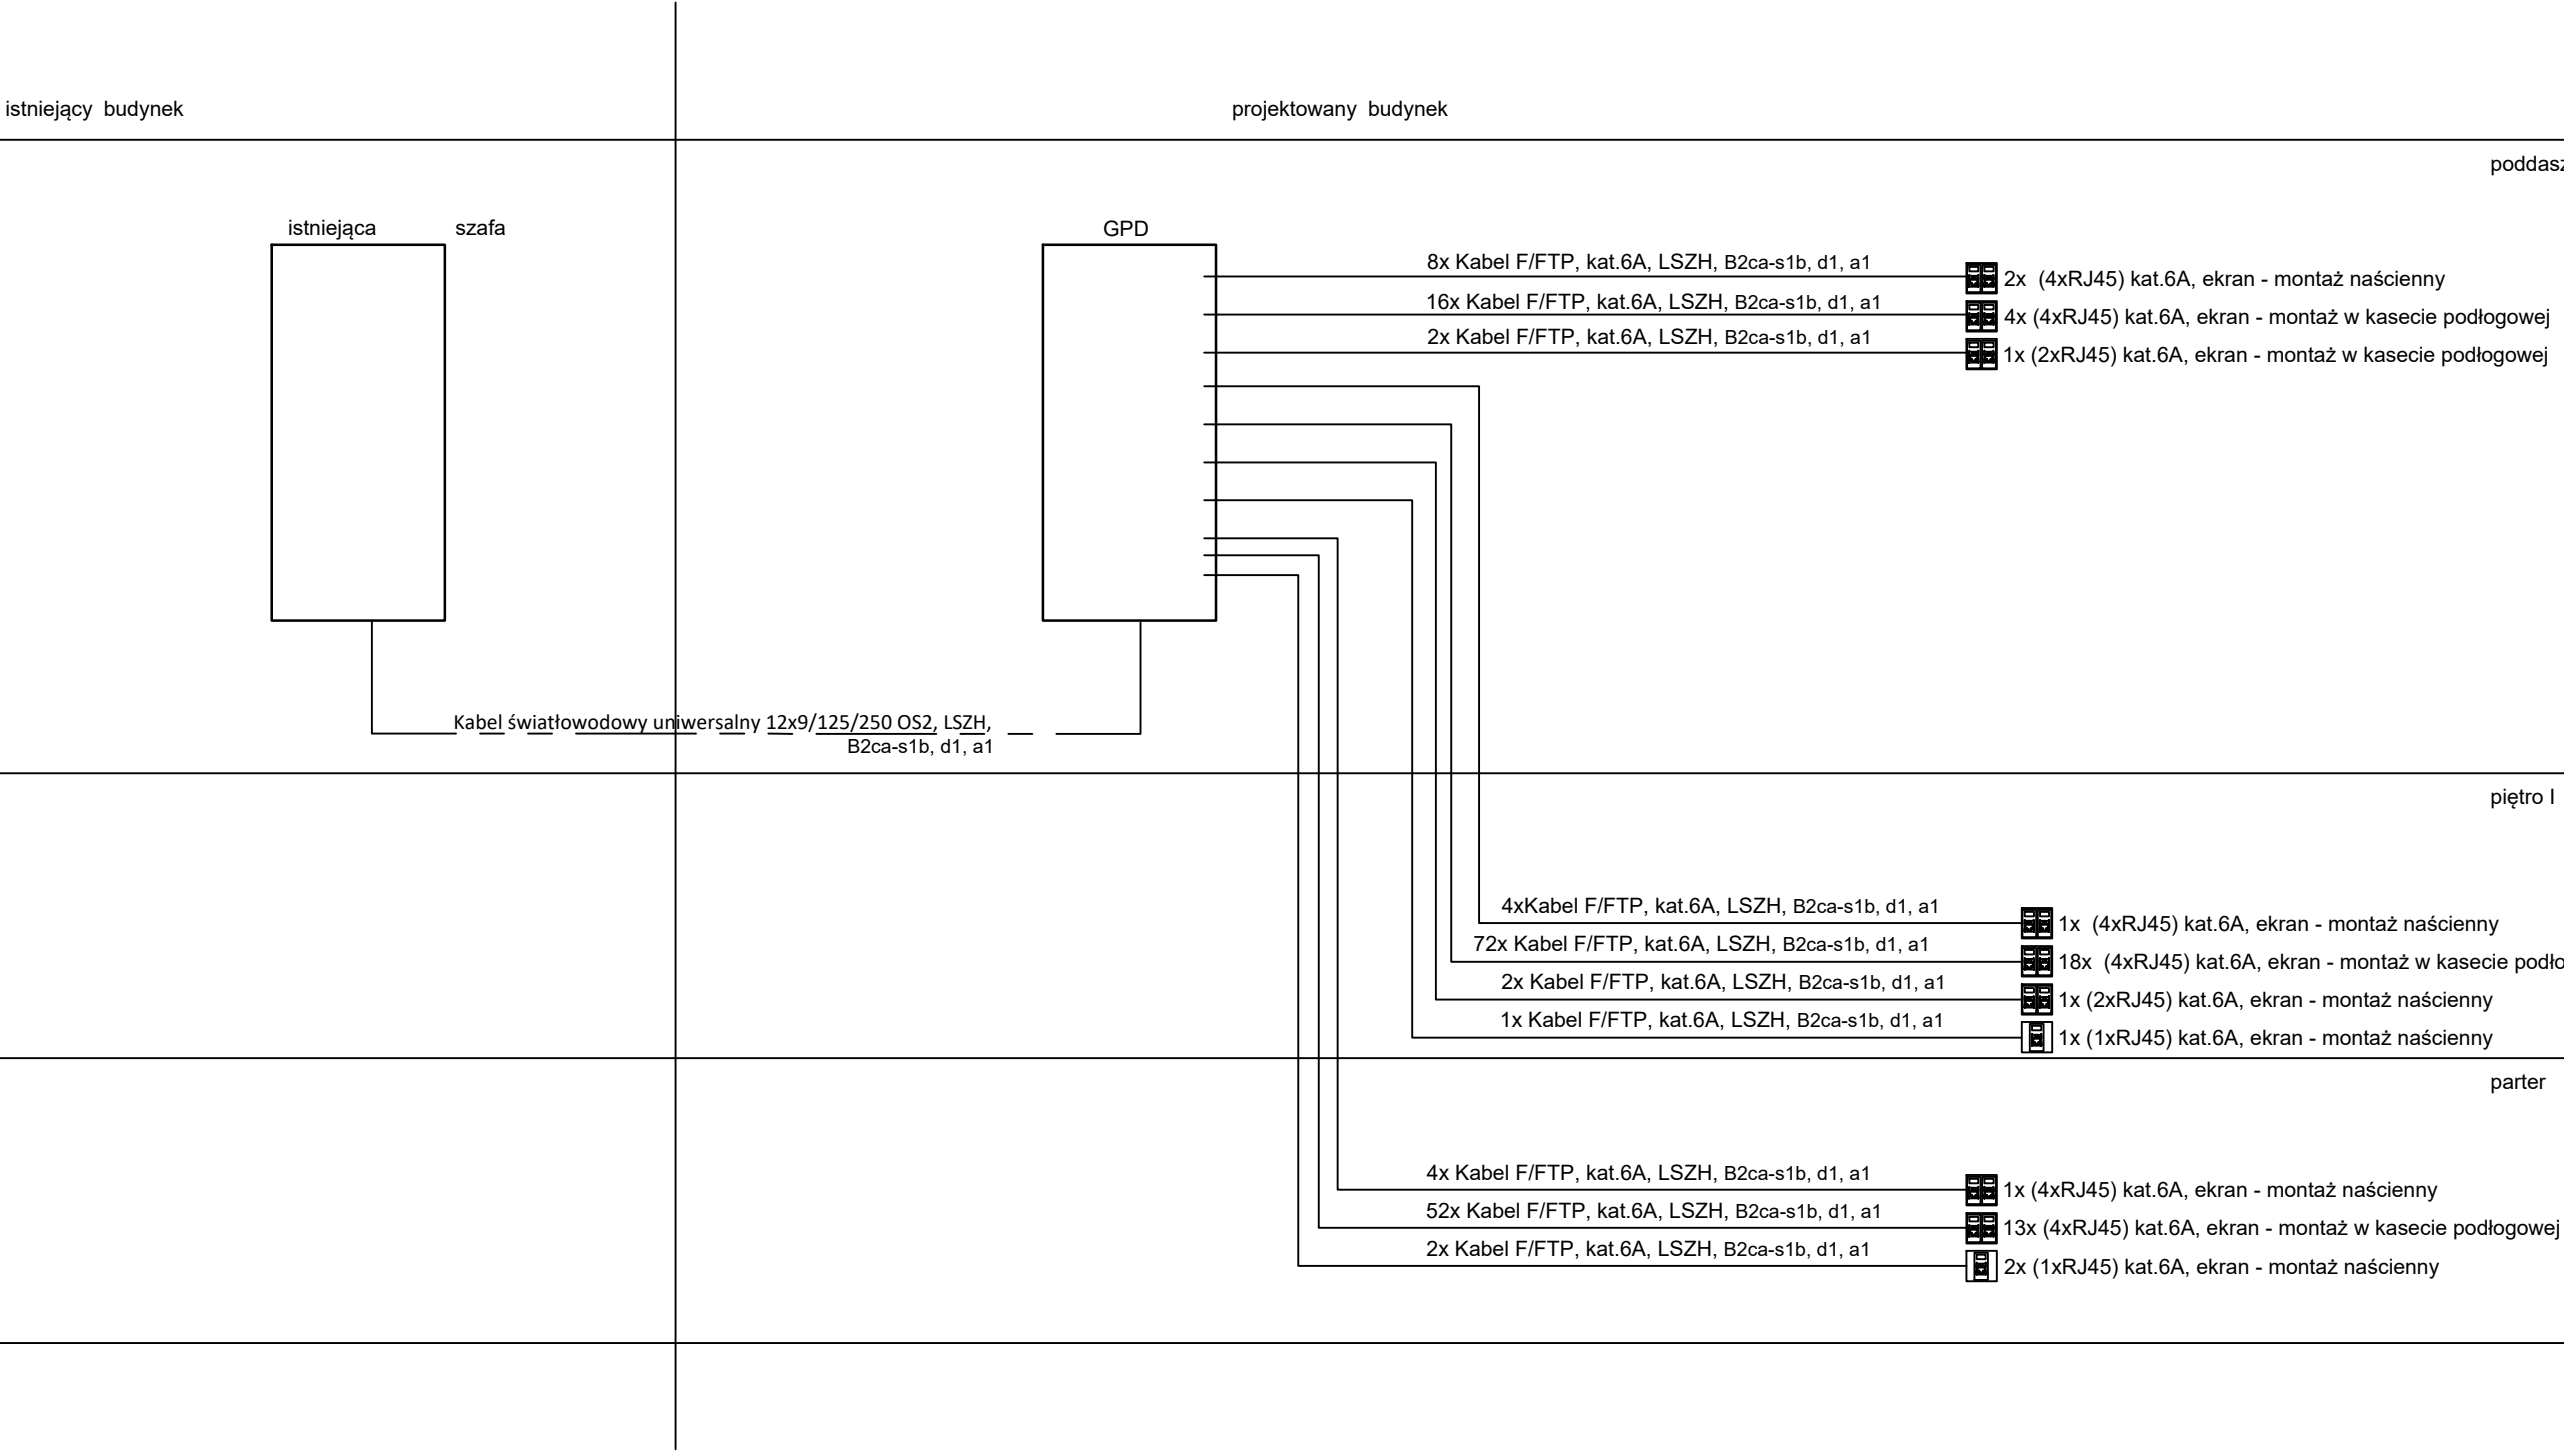 istniejący budynek
projektowany budynek
poddasz
istniejąca szafa
GPD
8x Kabel F/FTP, kat.6A, LSZH, B2ca-s1b, d1, a1
2x (4xRJ45) kat.6A, ekran - montaż naścienny
16x Kabel F/FTP, kat.6A, LSZH, B2ca-s1b, d1, a1
4x (4xRJ45) kat.6A, ekran - montaż w kasecie podłogowej
2x Kabel F/FTP, kat.6A, LSZH, B2ca-s1b, d1, a1
1x (2xRJ45) kat.6A, ekran - montaż w kasecie podłogowej
Kabel światłowodowy uniwersalny 12x9/125/250 OS2, LSZH,
B2ca-s1b, d1, a1
piętro I
4xKabel F/FTP, kat.6A, LSZH, B2ca-s1b, d1, a1
1x (4xRJ45) kat.6A, ekran - montaż naścienny
72x Kabel F/FTP, kat.6A, LSZH, B2ca-s1b, d1, a1
18x (4xRJ45) kat.6A, ekran - montaż w kasecie podło
2x Kabel F/FTP, kat.6A, LSZH, B2ca-s1b, d1, a1
1x (2xRJ45) kat.6A, ekran - montaż naścienny
1x Kabel F/FTP, kat.6A, LSZH, B2ca-s1b, d1, a1
1x (1xRJ45) kat.6A, ekran - montaż naścienny
parter
4x Kabel F/FTP, kat.6A, LSZH, B2ca-s1b, d1, a1
1x (4xRJ45) kat.6A, ekran - montaż naścienny
52x Kabel F/FTP, kat.6A, LSZH, B2ca-s1b, d1, a1
13x (4xRJ45) kat.6A, ekran - montaż w kasecie podłogowej
2x Kabel F/FTP, kat.6A, LSZH, B2ca-s1b, d1, a1
2x (1xRJ45) kat.6A, ekran - montaż naścienny